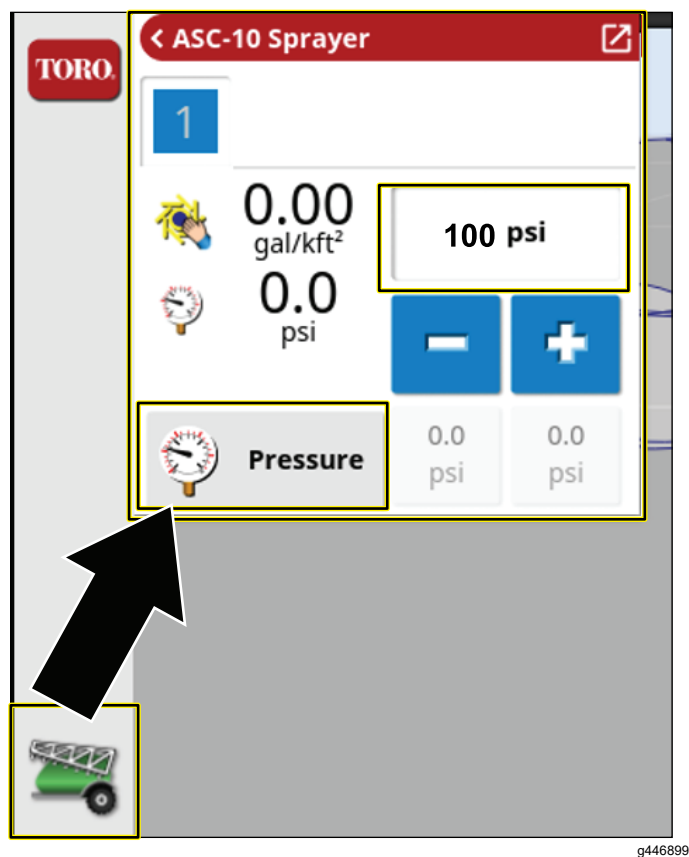 TORO.
ASC-10 Sprayer
1
0.00
gal/kft²
100 psi
0.0
psi
Pressure
0.0
psi
0.0
psi
g446899